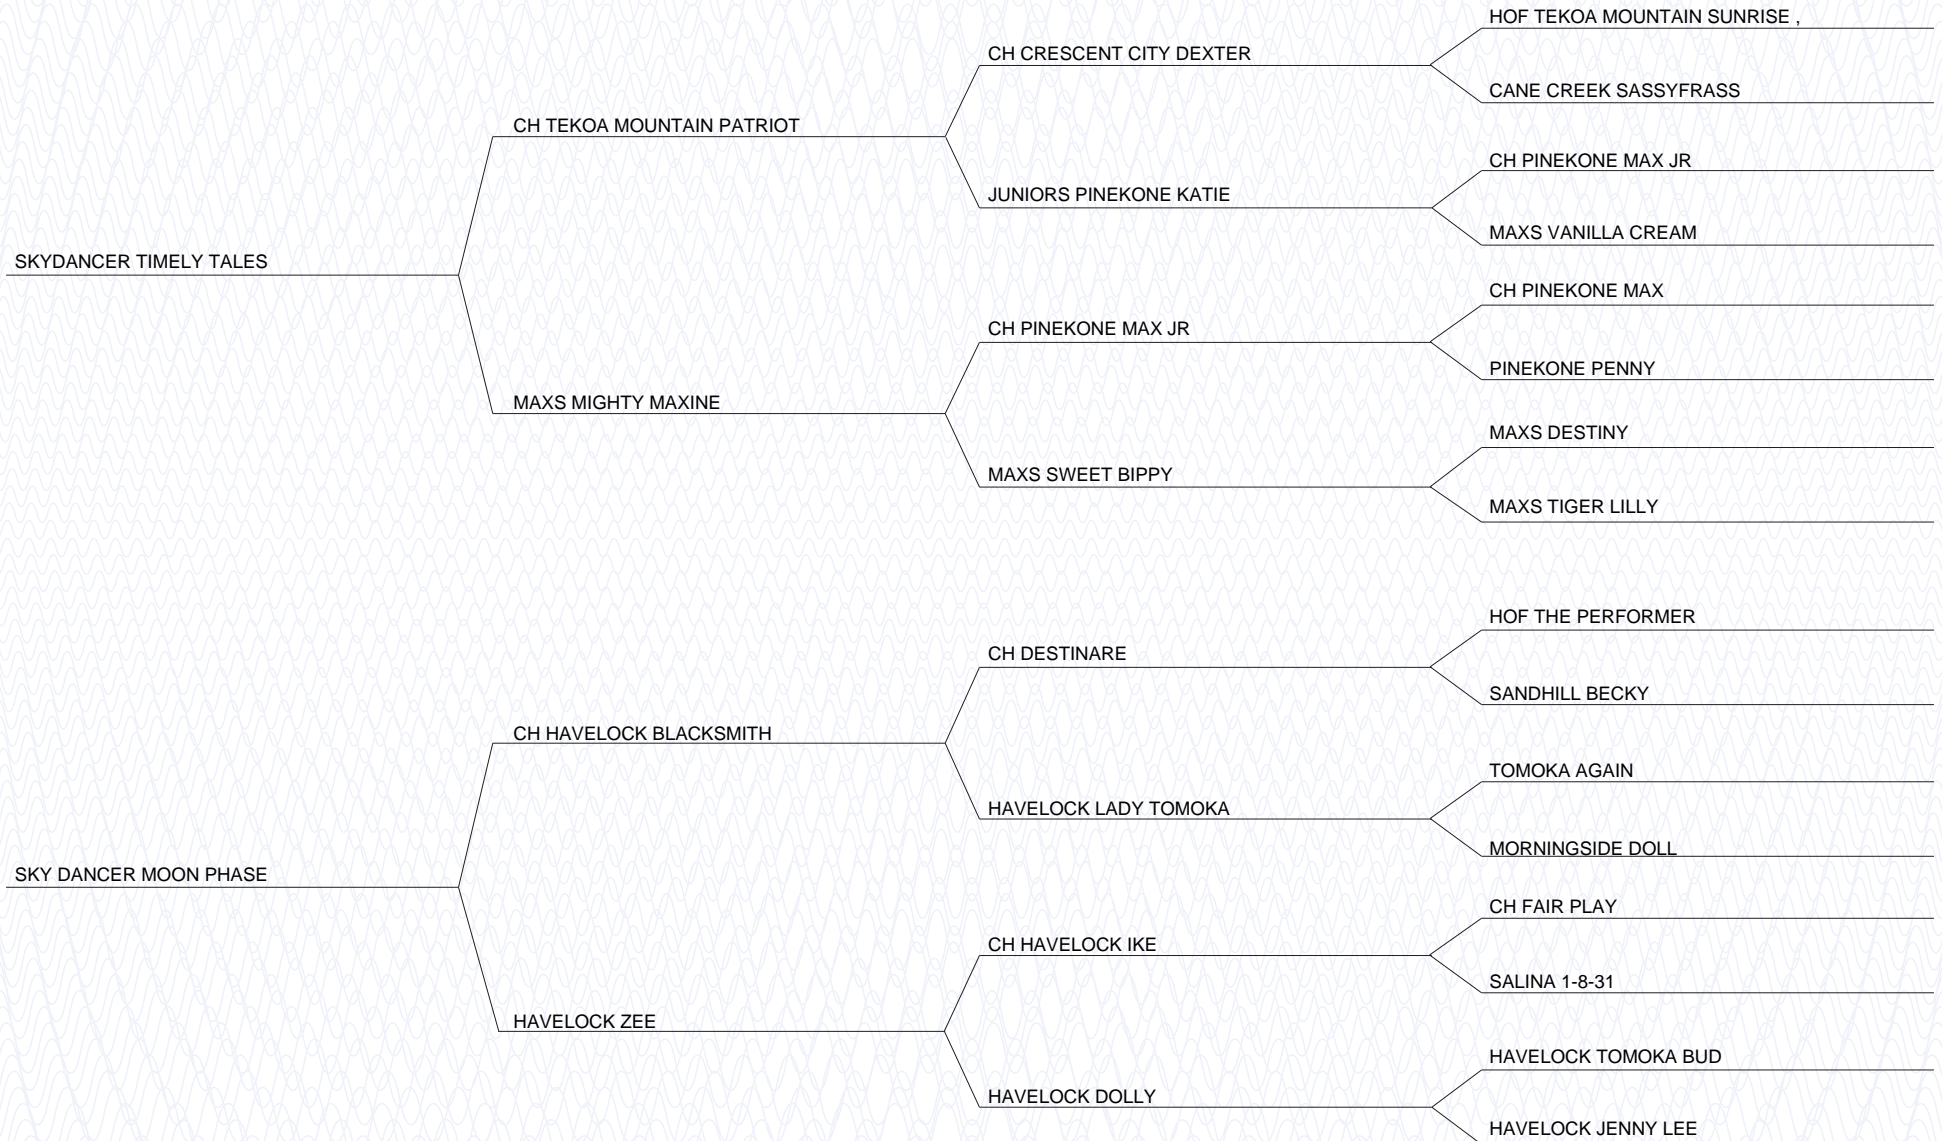 HOF TEKOA MOUNTAIN SUNRISE ,
CH CRESCENT CITY DEXTER
CANE CREEK SASSYFRASS
CH TEKOA MOUNTAIN PATRIOT
CH PINEKONE MAX JR
JUNIORS PINEKONE KATIE
MAXS VANILLA CREAM
SKYDANCER TIMELY TALES
CH PINEKONE MAX
CH PINEKONE MAX JR
PINEKONE PENNY
MAXS MIGHTY MAXINE
MAXS DESTINY
MAXS SWEET BIPPY
MAXS TIGER LILLY
HOF THE PERFORMER
CH DESTINARE
SANDHILL BECKY
CH HAVELOCK BLACKSMITH
TOMOKA AGAIN
HAVELOCK LADY TOMOKA
MORNINGSIDE DOLL
SKY DANCER MOON PHASE
CH FAIR PLAY
CH HAVELOCK IKE
SALINA 1-8-31
HAVELOCK ZEE
HAVELOCK TOMOKA BUD
HAVELOCK DOLLY
HAVELOCK JENNY LEE